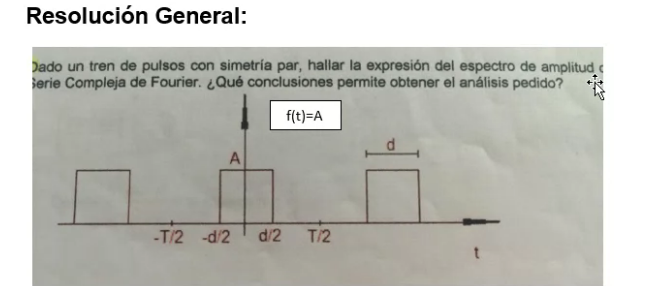 Resolución General:
Dado un tren de pulsos con simetría par, hallar la expresión del espectro de amplitud
Serie Compleja de Fourier. ¿Qué conclusiones permite obtener el análisis pedido?
f(t)=A
d
A
-T/2 -d/2 d/2 T/2
t